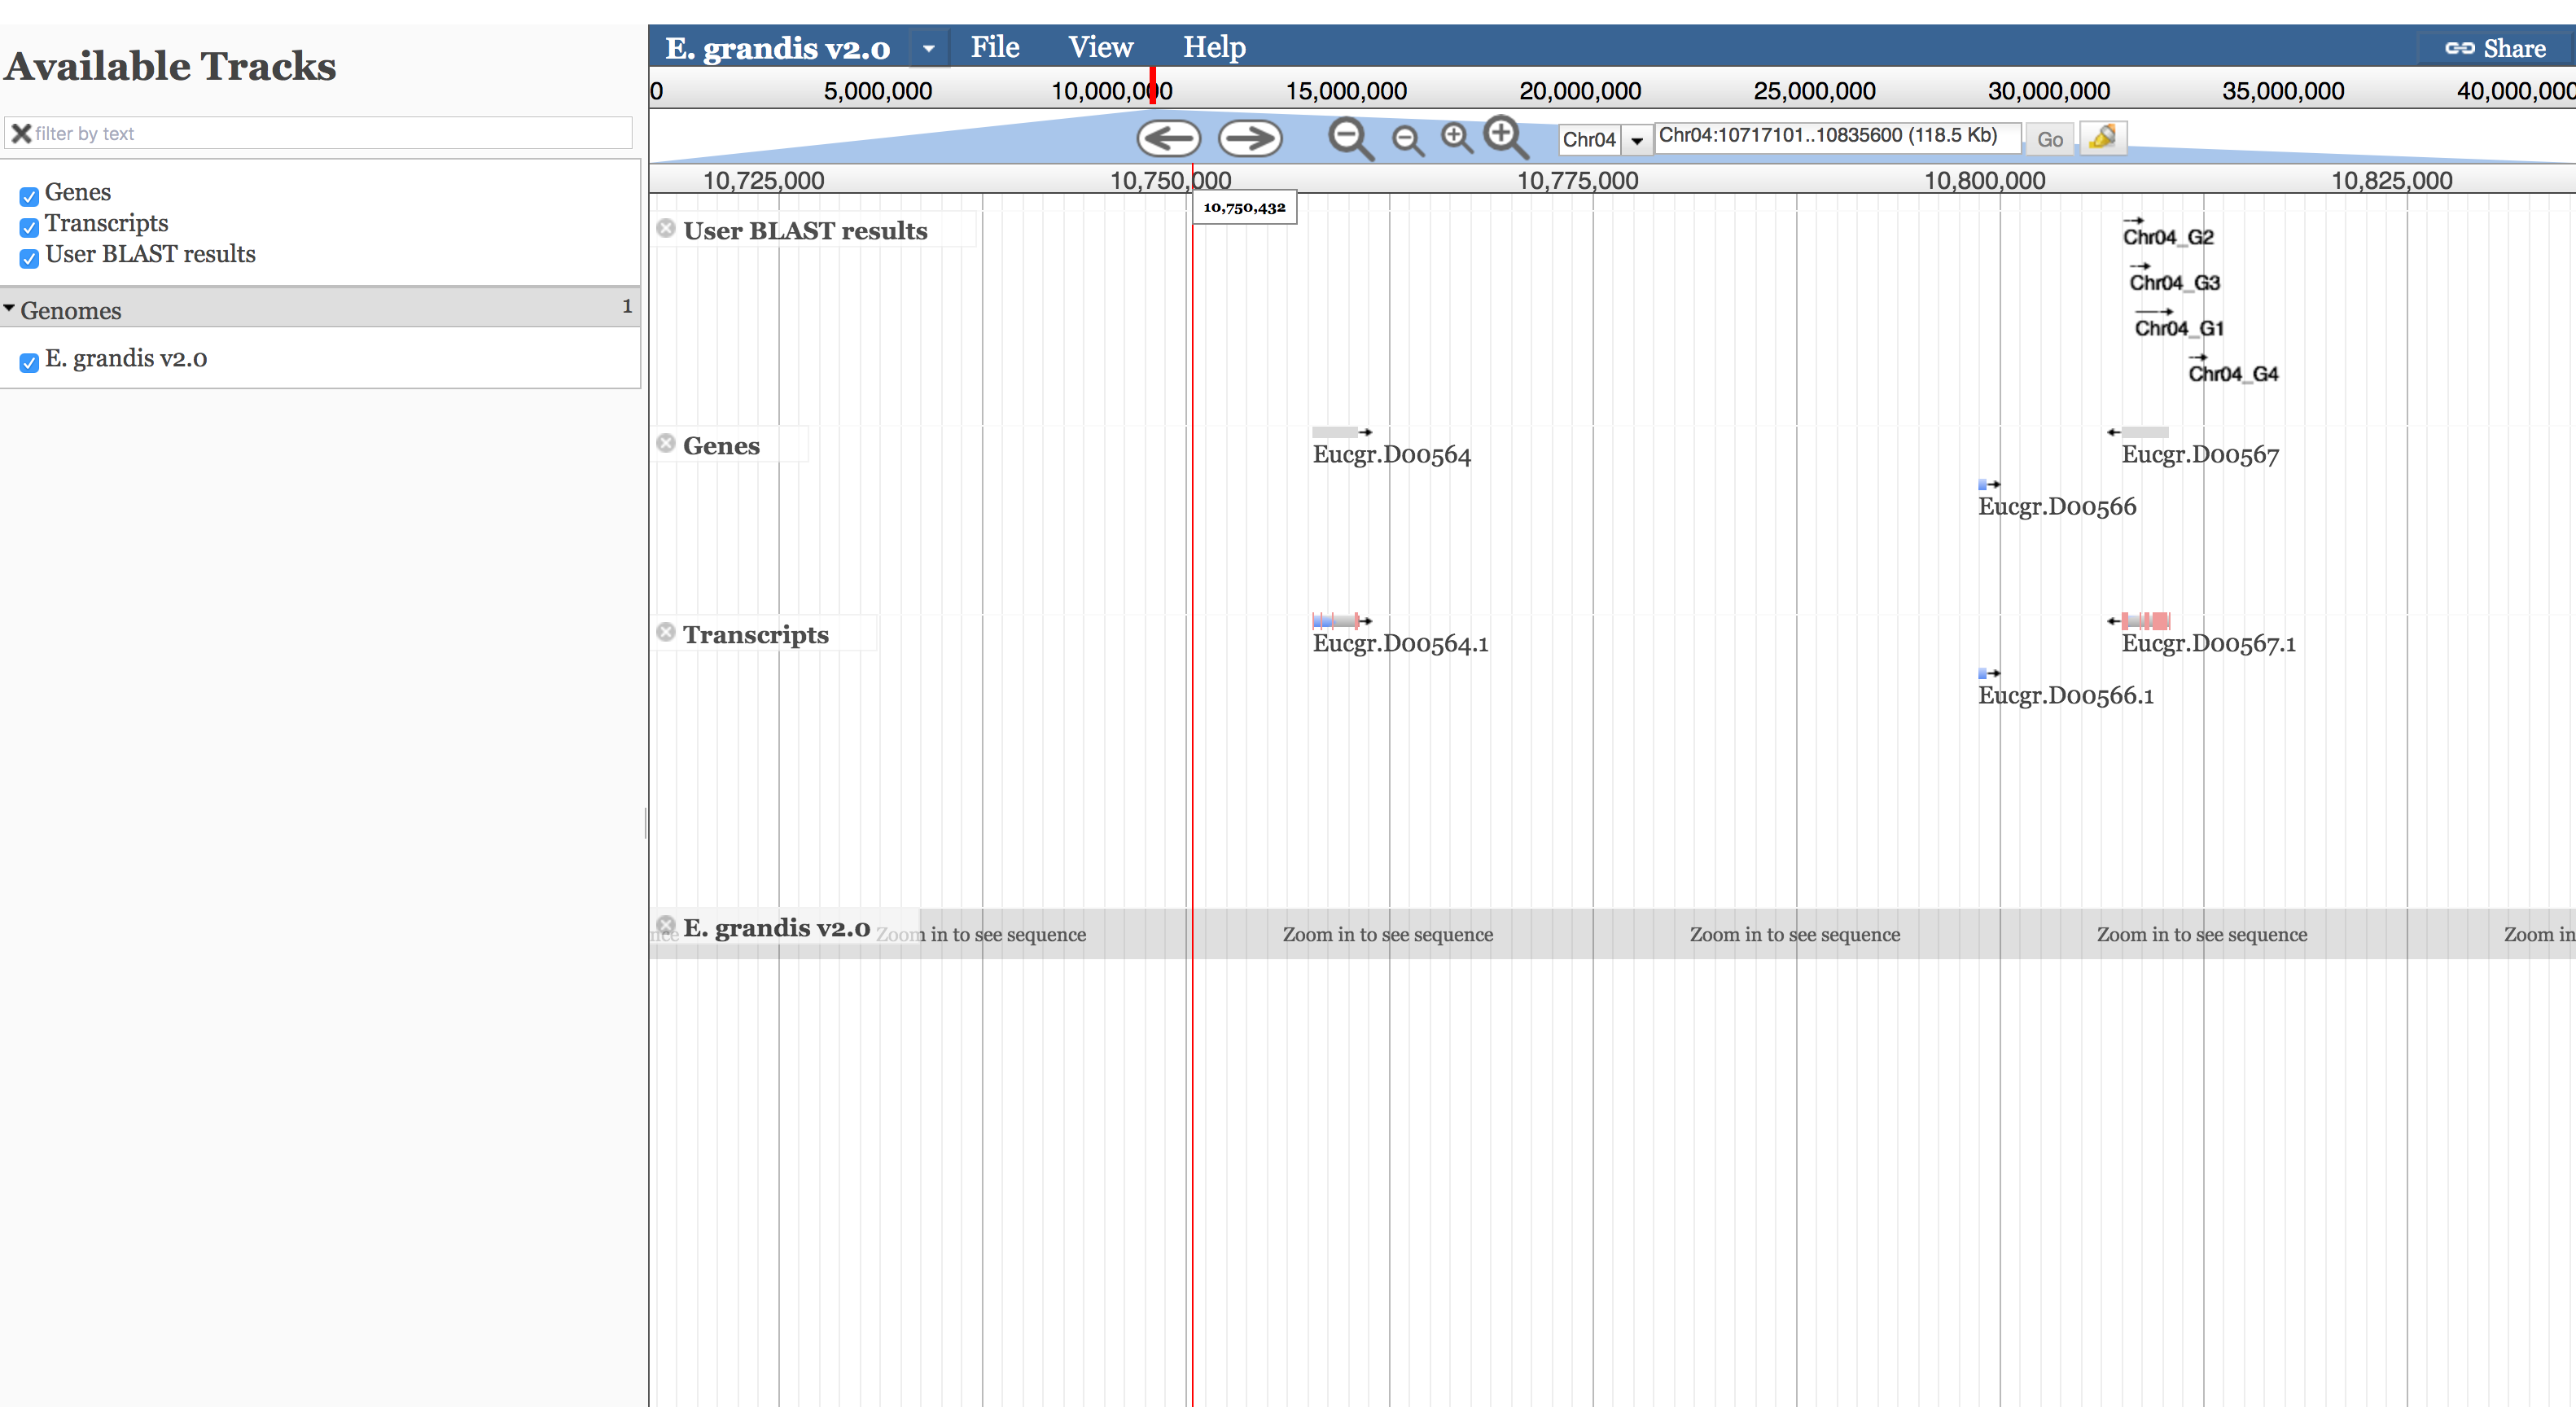 Available Tracks
filter by text
Genes
Transcripts
User BLAST results
Genomes 1
E. grandis v2.0
E. grandis v2.0 File View Help Share
0 5,000,000 10,000,000 15,000,000 20,000,000 25,000,000 30,000,000 35,000,000 40,000,000
Chr04 Chr04:10717101..10835600 (118.5 Kb) Go
10,725,000 10,750,000 10,775,000 10,800,000 10,825,000
10,750,432
User BLAST results
Chr04_G2
Chr04_G3
Chr04_G1
Chr04_G4
Genes
Eucgr.D00564 Eucgr.D00567
Eucgr.D00566
Transcripts
Eucgr.D00564.1 Eucgr.D00567.1
Eucgr.D00566.1
nce E. grandis v2.0 Zoom in to see sequence Zoom in to see sequence Zoom in to see sequence Zoom in to see sequence Zoom in